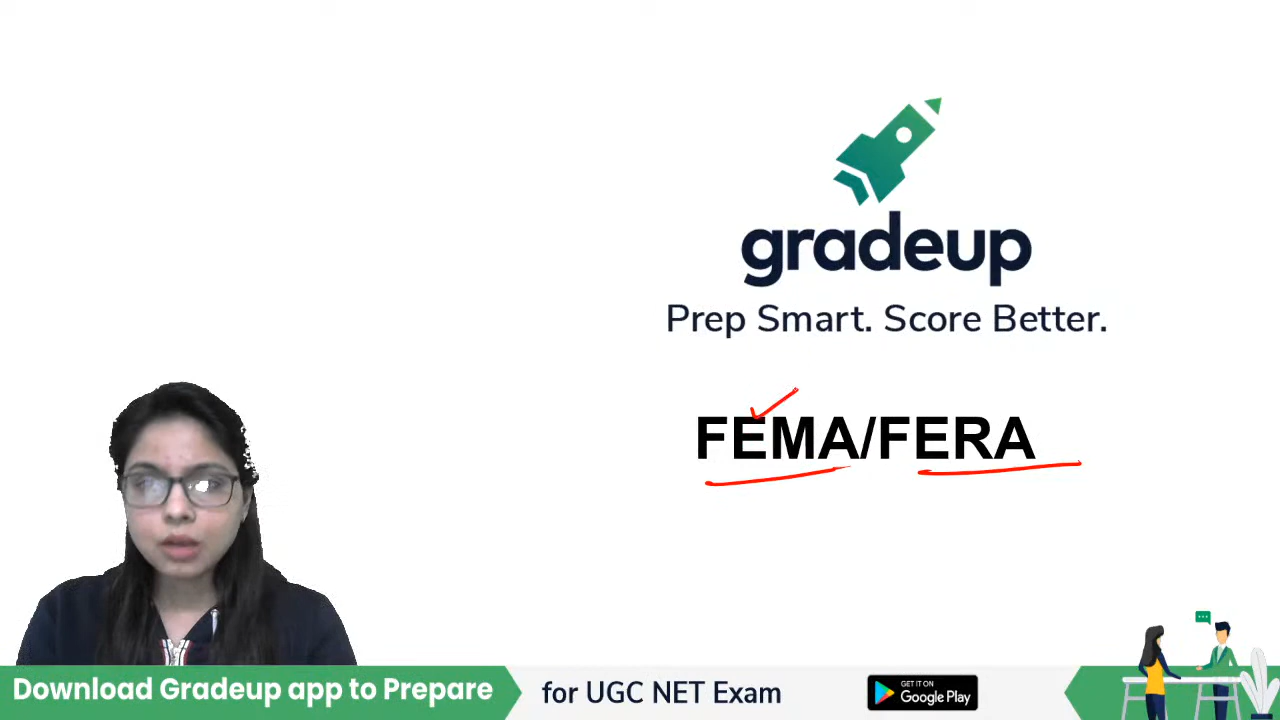 gradeup
Prep Smart. Score Better.
FEMA/FERA
Download Gradeup app to Prepare for UGC NET Exam
GET IT ON
Google Play